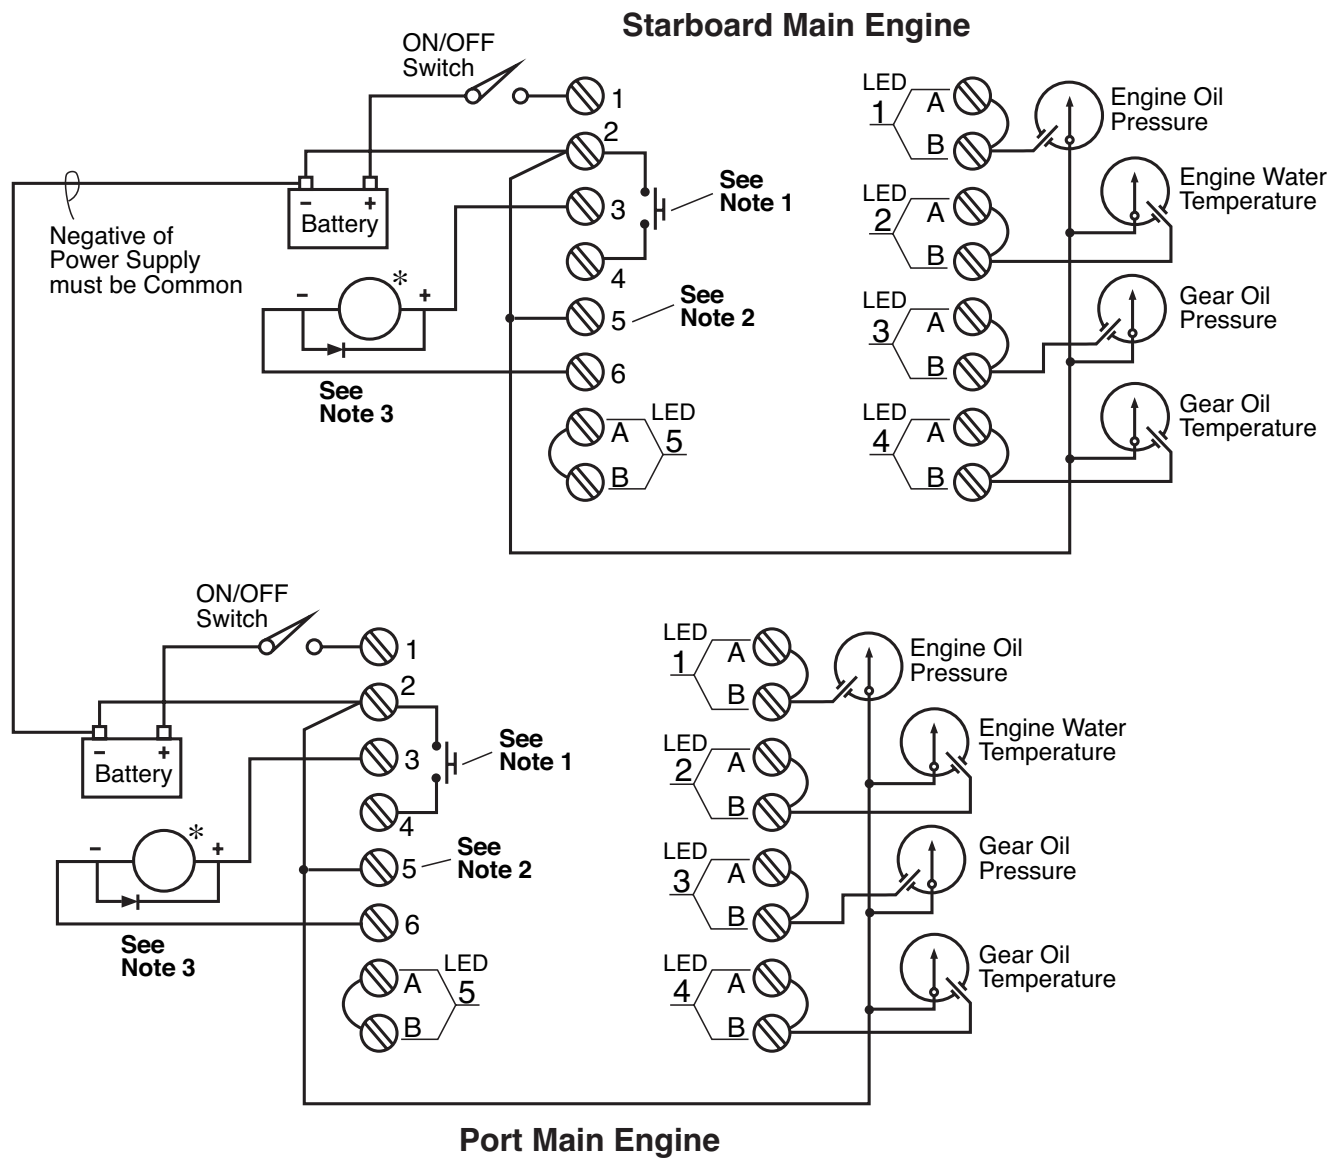 Starboard Main Engine
ON/OFF
Switch
1
2
3
4
5
6
- +
Battery
Negative of
Power Supply
must be Common
See
Note 1
See
Note 2
- * +
See
Note 3
A
B
LED
5
LED
1
A
B
Engine Oil
Pressure
LED
2
A
B
Engine Water
Temperature
LED
3
A
B
Gear Oil
Pressure
LED
4
A
B
Gear Oil
Temperature
ON/OFF
Switch
1
2
3
4
5
6
- +
Battery
See
Note 1
See
Note 2
- * +
See
Note 3
A
B
LED
5
LED
1
A
B
Engine Oil
Pressure
LED
2
A
B
Engine Water
Temperature
LED
3
A
B
Gear Oil
Pressure
LED
4
A
B
Gear Oil
Temperature
Port Main Engine